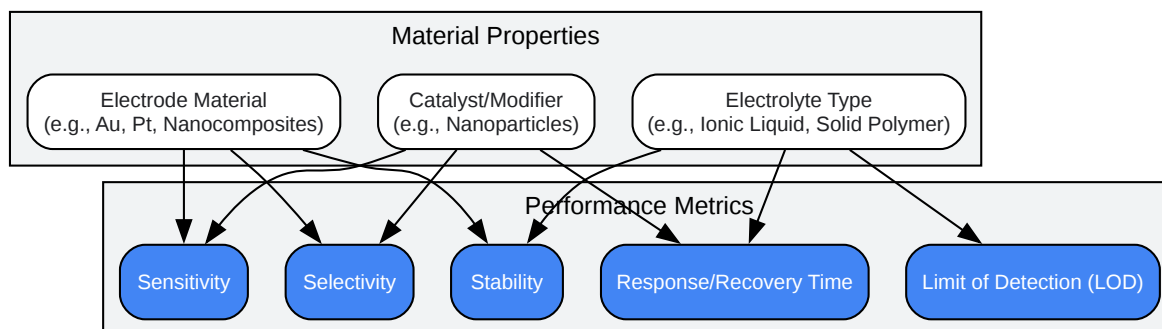 Material Properties
Electrode Material
(e.g., Au, Pt, Nanocomposites)
Catalyst/Modifier
(e.g., Nanoparticles)
Electrolyte Type
(e.g., Ionic Liquid, Solid Polymer)
Performance Metrics
Sensitivity
Selectivity
Stability
Response/Recovery Time
Limit of Detection (LOD)